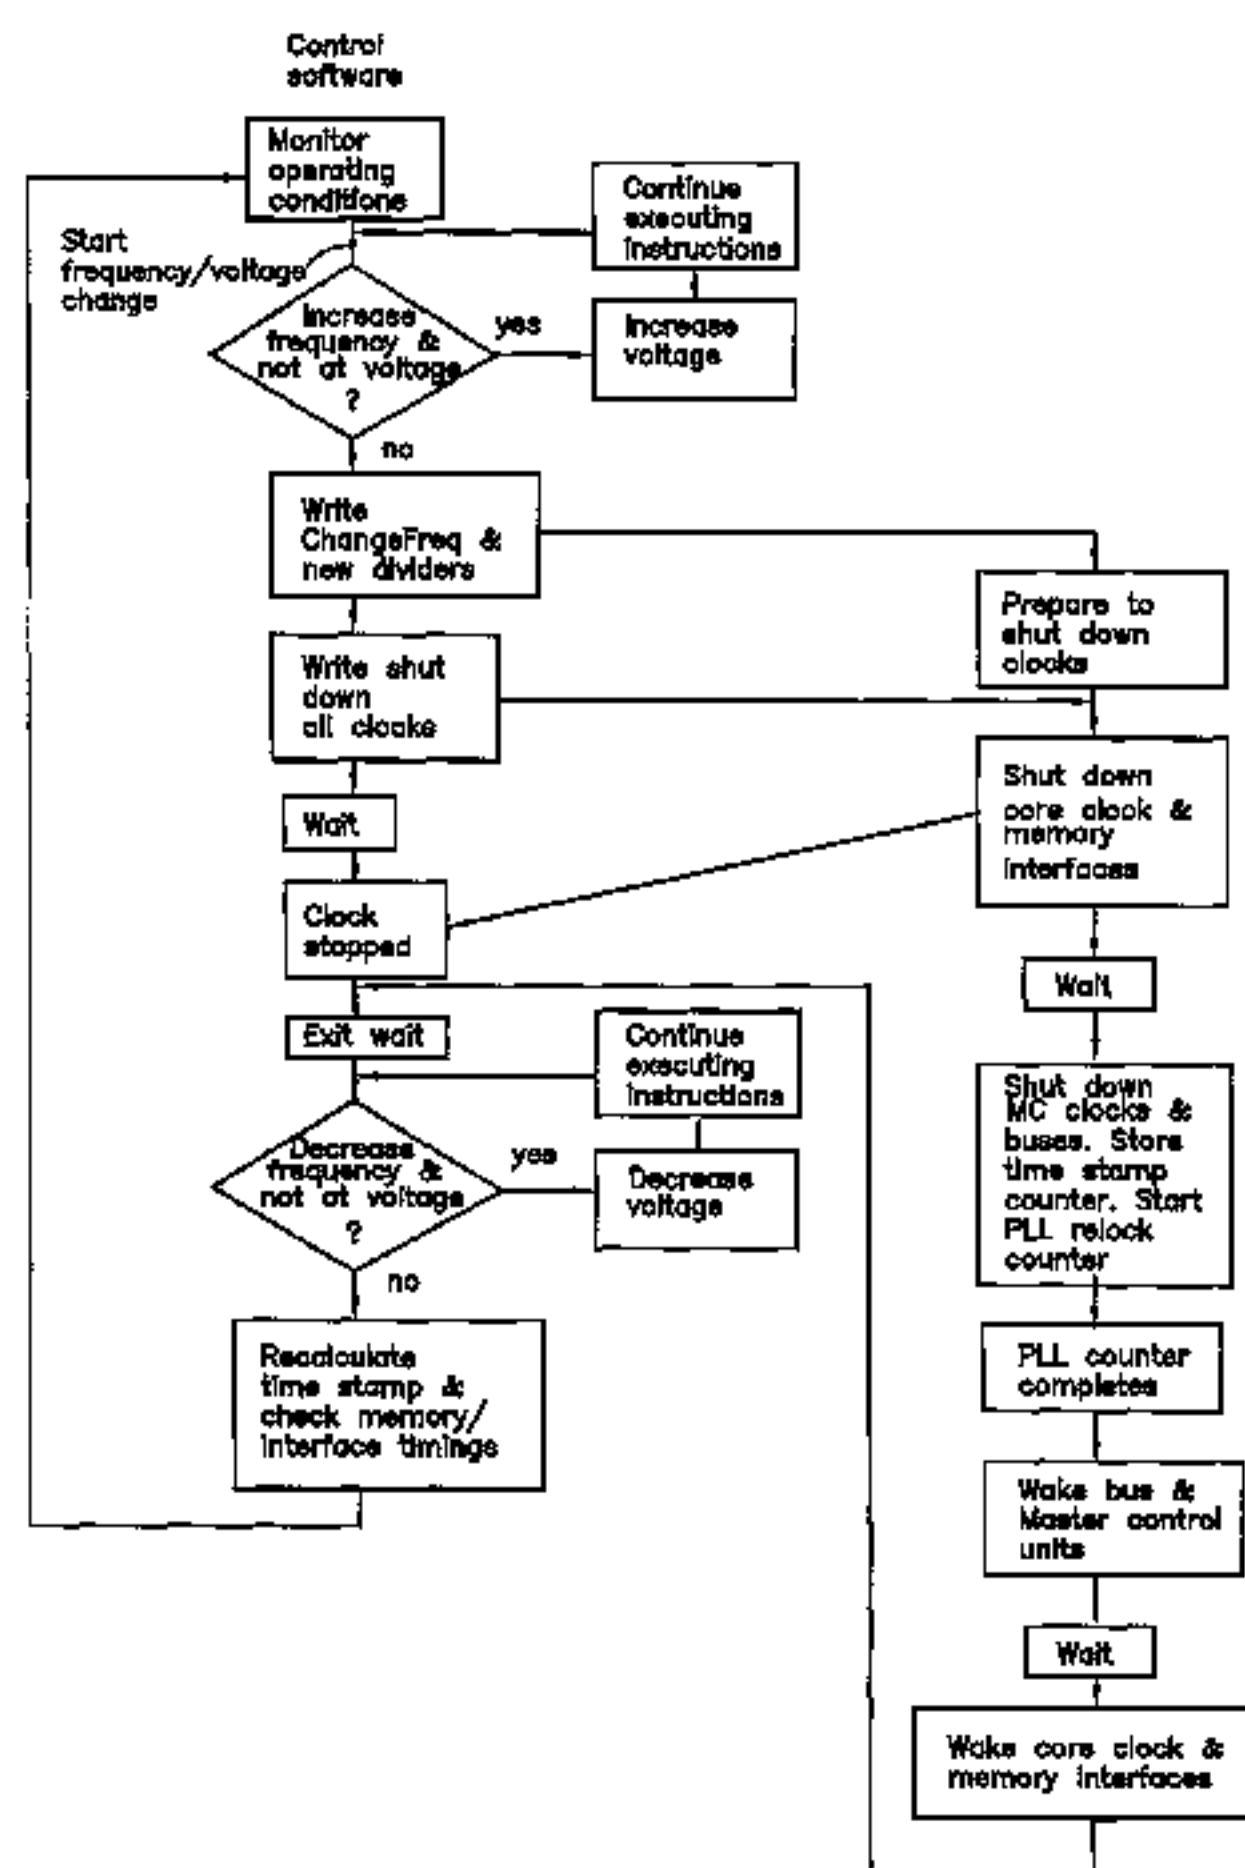 Control
software
Monitor
operating
conditions
Continue
executing
instructions
Start
frequency/voltage
change
Increase
frequency &
not at voltage
?
yes
Increase
voltage
no
Write
ChangeFreq &
new dividers
Prepare to
shut down
clocks
Write shut
down
all clocks
Shut down
core clock &
memory
interfaces
Wait
Clock
stopped
Wait
Exit wait
Continue
executing
instructions
Decrease
frequency &
not at voltage
?
yes
Decrease
voltage
no
Shut down
MC clocks &
buses. Store
time stamp
counter. Start
PLL relock
counter
Recalculate
time stamp &
check memory/
interface timings
PLL counter
completes
Wake bus &
Master control
units
Wait
Wake core clock &
memory interfaces